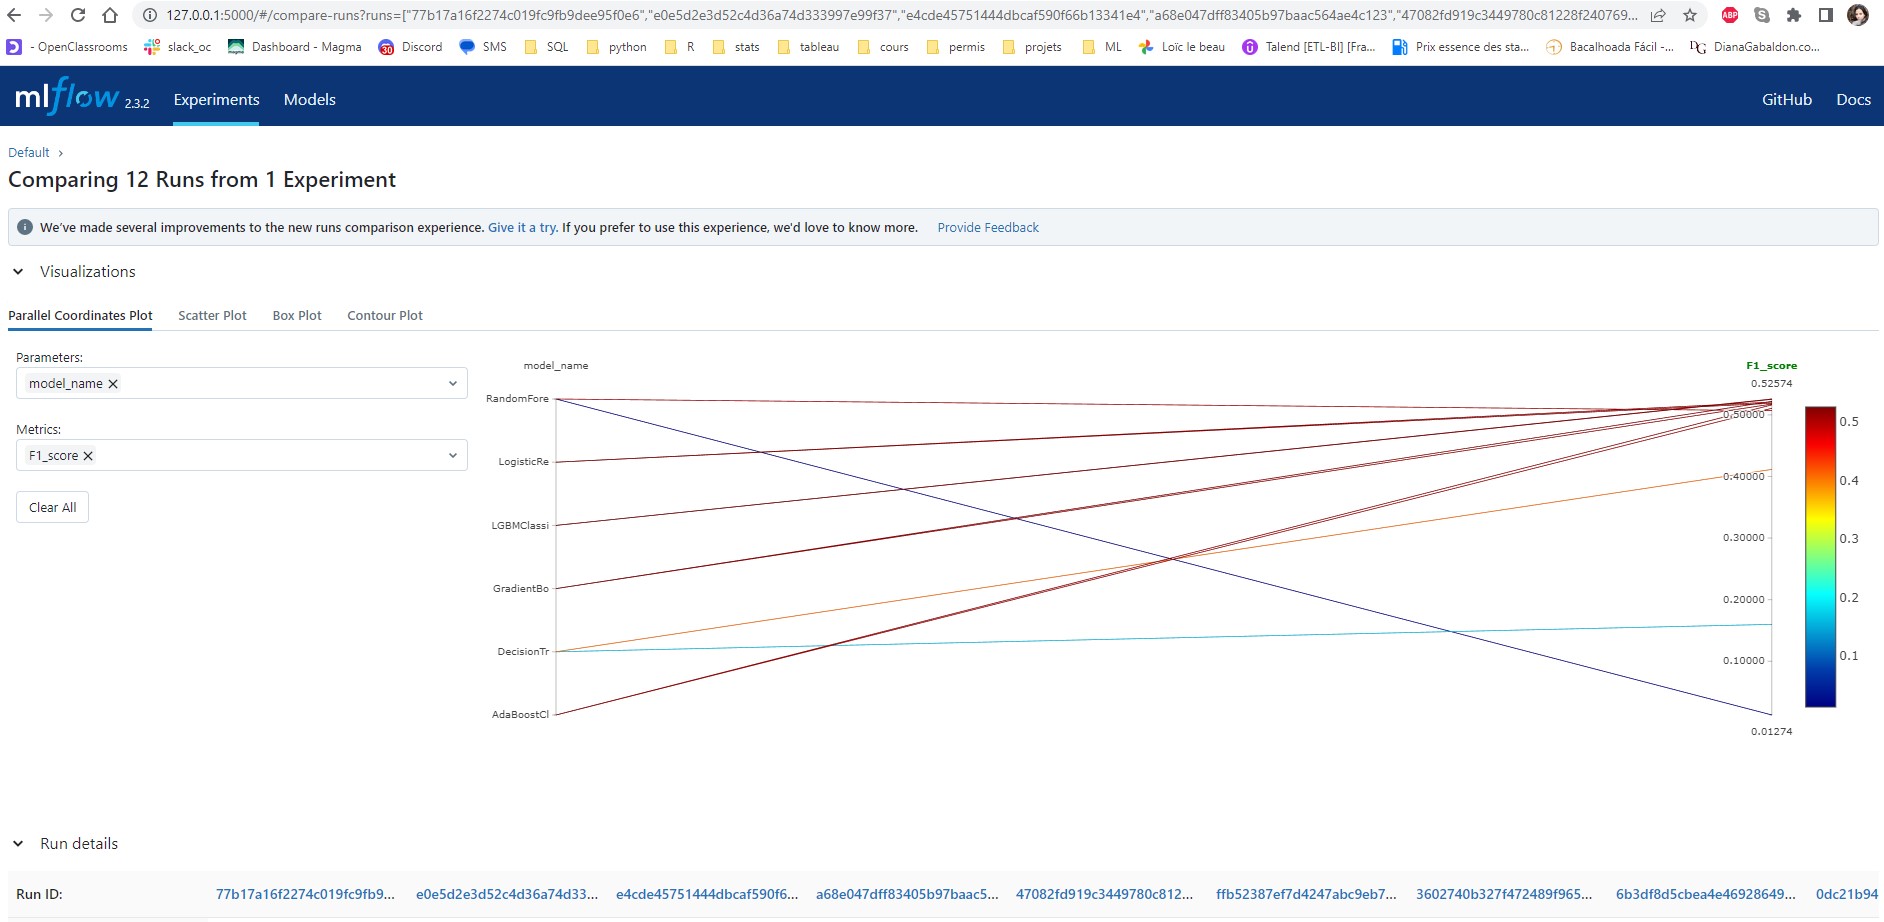 127.0.0.1:5000/#/compare-runs?runs=["77b17a16f2274c019fc9fb9dee95f0e6","e0e5d2e3d52c4d36a74d333997e99f37","e4cde45751444dbcaf590f66b13341e4","a68e047dff83405b97baac564ae4c123","47082fd919c3449780c81228f240769...
ABP
- OpenClassrooms slack_oc Dashboard - Magma 30 Discord SMS SQL python R stats tableau cours permis projets ML Loïc le beau Talend [ETL-BI] [Fra... Prix essence des sta... Bacalhoada Fácil -... DG DianaGabaldon.co...
mlflow 2.3.2 Experiments Models GitHub Docs
Default >
Comparing 12 Runs from 1 Experiment
We've made several improvements to the new runs comparison experience. Give it a try. If you prefer to use this experience, we'd love to know more. Provide Feedback
Visualizations
Parallel Coordinates Plot Scatter Plot Box Plot Contour Plot
Parameters:
model_name
Metrics:
F1_score
Clear All
model_name
RandomFore
LogisticRe
LGBMClassi
GradientBo
DecisionTr
AdaBoostCl
F1_score
0.52574
0.50000
0.40000
0.30000
0.20000
0.10000
0.01274
0.5
0.4
0.3
0.2
0.1
Run details
Run ID: 77b17a16f2274c019fc9fb9... e0e5d2e3d52c4d36a74d33... e4cde45751444dbcaf590f6... a68e047dff83405b97baac5... 47082fd919c3449780c812... ffb52387ef7d4247abc9eb7... 3602740b327f472489f965... 6b3df8d5cbea4e46928649... 0dc21b94